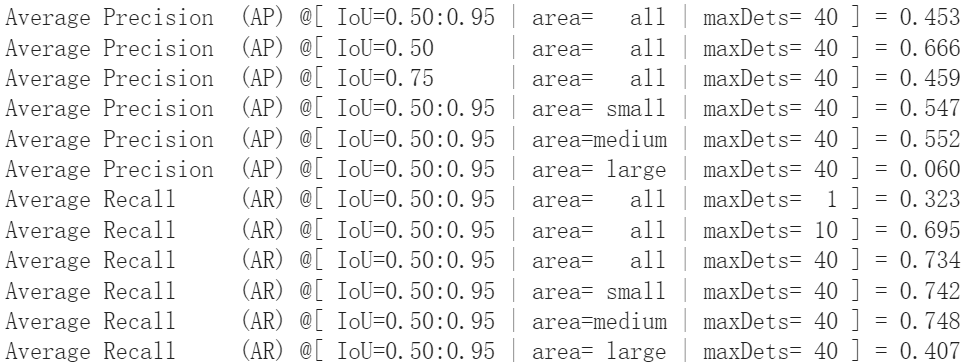 Average Precision  (AP) @[ IoU=0.50:0.95 | area=   all | maxDets= 40 ] = 0.453
Average Precision  (AP) @[ IoU=0.50      | area=   all | maxDets= 40 ] = 0.666
Average Precision  (AP) @[ IoU=0.75      | area=   all | maxDets= 40 ] = 0.459
Average Precision  (AP) @[ IoU=0.50:0.95 | area= small | maxDets= 40 ] = 0.547
Average Precision  (AP) @[ IoU=0.50:0.95 | area=medium | maxDets= 40 ] = 0.552
Average Precision  (AP) @[ IoU=0.50:0.95 | area= large | maxDets= 40 ] = 0.060
Average Recall     (AR) @[ IoU=0.50:0.95 | area=   all | maxDets=  1 ] = 0.323
Average Recall     (AR) @[ IoU=0.50:0.95 | area=   all | maxDets= 10 ] = 0.695
Average Recall     (AR) @[ IoU=0.50:0.95 | area=   all | maxDets= 40 ] = 0.734
Average Recall     (AR) @[ IoU=0.50:0.95 | area= small | maxDets= 40 ] = 0.742
Average Recall     (AR) @[ IoU=0.50:0.95 | area=medium | maxDets= 40 ] = 0.748
Average Recall     (AR) @[ IoU=0.50:0.95 | area= large | maxDets= 40 ] = 0.407